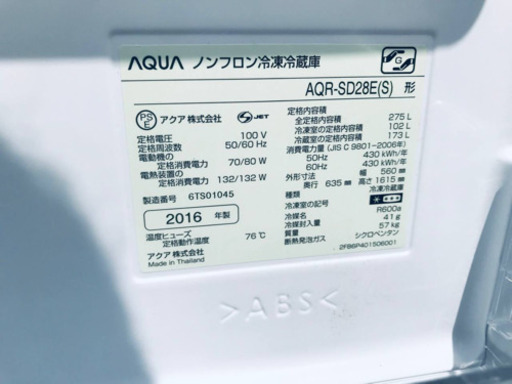 AQUA ノンフロン冷凍冷蔵庫
AQR-SD28E(S) 形
PS
E
アクア株式会社 JET
定格電圧 100 V
定格周波数 50/60 Hz
電動機の
定格消費電力 70/80 W
電熱装置の
定格消費電力 132/132 W
製造番号 6TS01045
2016 年製
温度ヒューズ
定格動作温度 76℃
アクア株式会社
Made in Thailand
G
定格内容積
全定格内容積 275 L
冷凍室の定格内容積 102 L
冷蔵室の定格内容積 173 L
消費電力量 (JIS C 9801-2006年)
50Hz 430 kWh/年
60Hz 430 kWh/年
外形寸法 幅 560 ㎜
奥行 635㎜ 高さ 1615 ㎜
種類 冷凍冷蔵庫
冷凍室の記号
冷媒名 R600a
冷媒封入量 41 g
質量 57 kg
断熱発泡ガス シクロペンタン
2FB6P401506001
>ABS<